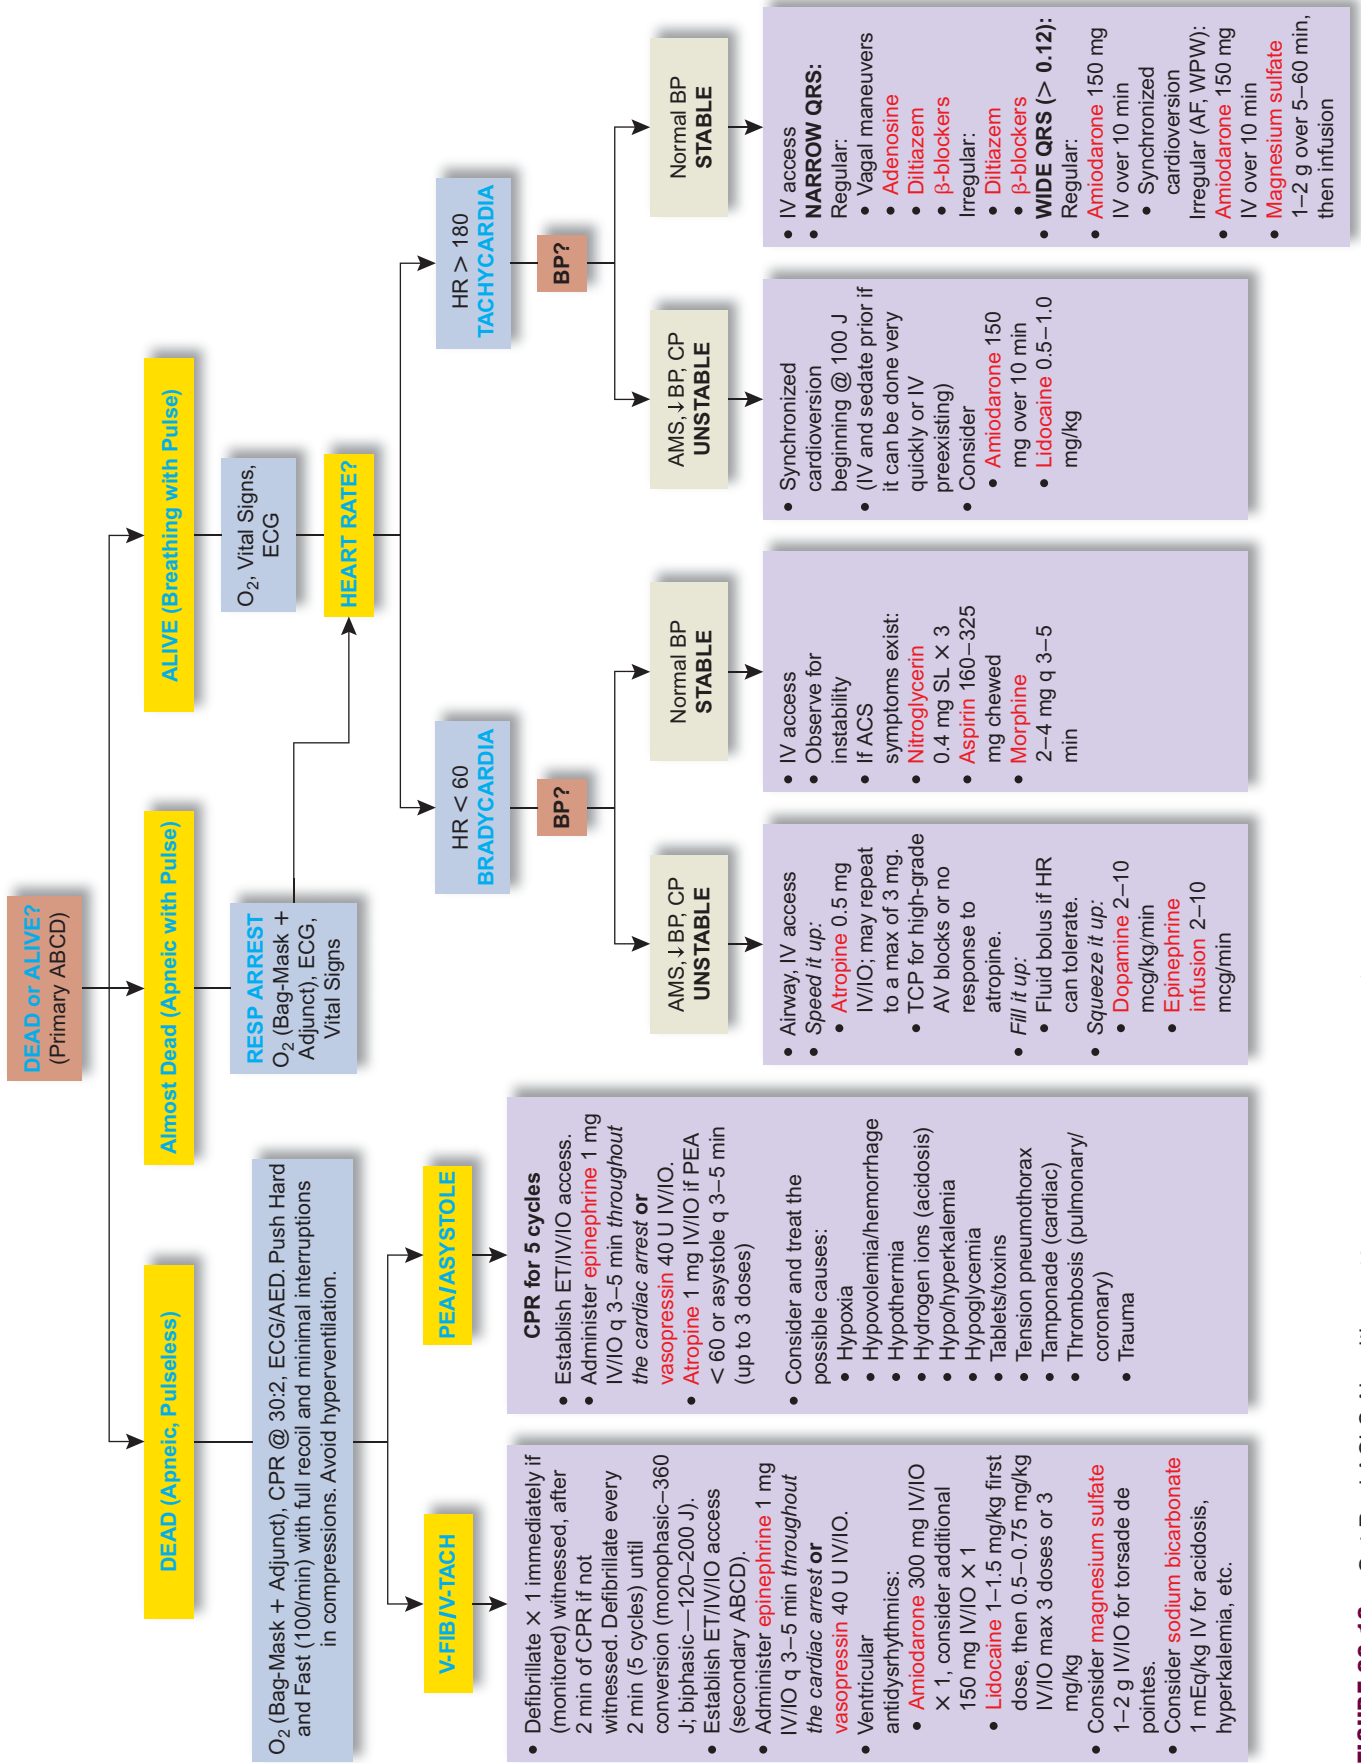 DEAD or ALIVE?
(Primary ABCD)
DEAD (Apneic, Pulseless)
Almost Dead (Apneic with Pulse)
ALIVE (Breathing with Pulse)
O2 (Bag-Mask + Adjunct), CPR @ 30:2, ECG/AED. Push Hard
and Fast (100/min) with full recoil and minimal interruptions
in compressions. Avoid hyperventilation.
RESP ARREST
O2 (Bag-Mask +
Adjunct), ECG,
Vital Signs
O2, Vital Signs,
ECG
HEART RATE?
V-FIB/V-TACH
PEA/ASYSTOLE
HR < 60
BRADYCARDIA
HR > 180
TACHYCARDIA
BP?
BP?
AMS, ↓BP, CP
UNSTABLE
Normal BP
STABLE
AMS, ↓BP, CP
UNSTABLE
Normal BP
STABLE
• Defibrillate × 1 immediately if
(monitored) witnessed, after
2 min of CPR if not
witnessed. Defibrillate every
2 min (5 cycles) until
conversion (monophasic–360
J; biphasic—120–200 J).
• Establish ET/IV/IO access
(secondary ABCD).
• Administer epinephrine 1 mg
IV/IO q 3–5 min throughout
the cardiac arrest or
vasopressin 40 U IV/IO.
• Ventricular
antidysrhythmics:
• Amiodarone 300 mg IV/IO
× 1, consider additional
150 mg IV/IO × 1
• Lidocaine 1–1.5 mg/kg first
dose, then 0.5–0.75 mg/kg
IV/IO max 3 doses or 3
mg/kg
• Consider magnesium sulfate
1–2 g IV/IO for torsade de
pointes.
• Consider sodium bicarbonate
1 mEq/kg IV for acidosis,
hyperkalemia, etc.
CPR for 5 cycles
• Establish ET/IV/IO access.
• Administer epinephrine 1 mg
IV/IO q 3–5 min throughout
the cardiac arrest or
vasopressin 40 U IV/IO.
• Atropine 1 mg IV/IO if PEA
< 60 or asystole q 3–5 min
(up to 3 doses)
• Consider and treat the
possible causes:
• Hypoxia
• Hypovolemia/hemorrhage
• Hypothermia
• Hydrogen ions (acidosis)
• Hypo/hyperkalemia
• Hypoglycemia
• Tablets/toxins
• Tension pneumothorax
• Tamponade (cardiac)
• Thrombosis (pulmonary/
coronary)
• Trauma
• Airway, IV access
• Speed it up:
• Atropine 0.5 mg
IV/IO; may repeat
to a max of 3 mg.
• TCP for high-grade
AV blocks or no
response to
atropine.
• Fill it up:
• Fluid bolus if HR
can tolerate.
• Squeeze it up:
• Dopamine 2–10
mcg/kg/min
• Epinephrine
infusion 2–10
mcg/min
• IV access
• Observe for
instability
• If ACS
symptoms exist:
• Nitroglycerin
0.4 mg SL × 3
• Aspirin 160–325
mg chewed
• Morphine
2–4 mg q 3–5
min
• Synchronized
cardioversion
beginning @ 100 J
• (IV and sedate prior if
it can be done very
quickly or IV
preexisting)
• Consider
• Amiodarone 150
mg over 10 min
• Lidocaine 0.5–1.0
mg/kg
• IV access
• NARROW QRS:
Regular:
• Vagal maneuvers
• Adenosine
• Diltiazem
• β-blockers
Irregular:
• Diltiazem
• β-blockers
• WIDE QRS (> 0.12):
Regular:
• Amiodarone 150 mg
IV over 10 min
• Synchronized
cardioversion
Irregular (AF, WPW):
• Amiodarone 150 mg
IV over 10 min
• Magnesium sulfate
1–2 g over 5–60 min,
then infusion